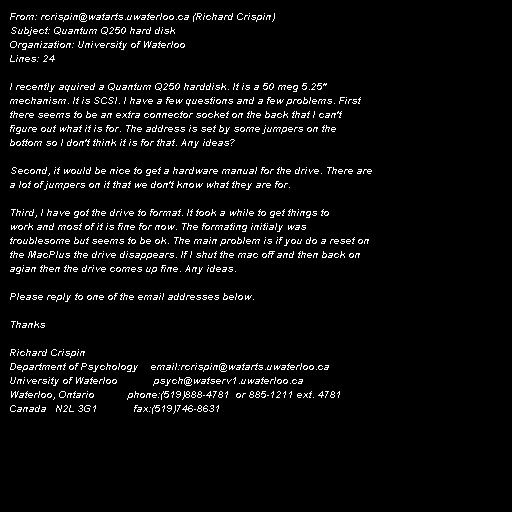 From: rcrispin@watarts.uwaterloo.ca (Richard Crispin)
Subject: Quantum Q250 hard disk
Organization: University of Waterloo
Lines: 24

I recently aquired a Quantum Q250 harddisk. It is a 50 meg 5.25"
mechanism. It is SCSI. I have a few questions and a few problems. First
there seems to be an extra connector socket on the back that I can't
figure out what it is for. The address is set by some jumpers on the
bottom so I don't think it is for that. Any ideas?

Second, it would be nice to get a hardware manual for the drive. There are
a lot of jumpers on it that we don't know what they are for.

Third, I have got the drive to format. It took a while to get things to
work and most of it is fine for now. The formating initialy was
troublesome but seems to be ok. The main problem is if you do a reset on
the MacPlus the drive disappears. If I shut the mac off and then back on
agian then the drive comes up fine. Any ideas.

Please reply to one of the email addresses below.

Thanks

Richard Crispin
Department of Psychology    email:rcrispin@watarts.uwaterloo.ca
University of Waterloo            psych@watserv1.uwaterloo.ca
Waterloo, Ontario           phone:(519)888-4781  or 885-1211 ext. 4781
Canada   N2L 3G1            fax:(519)746-8631